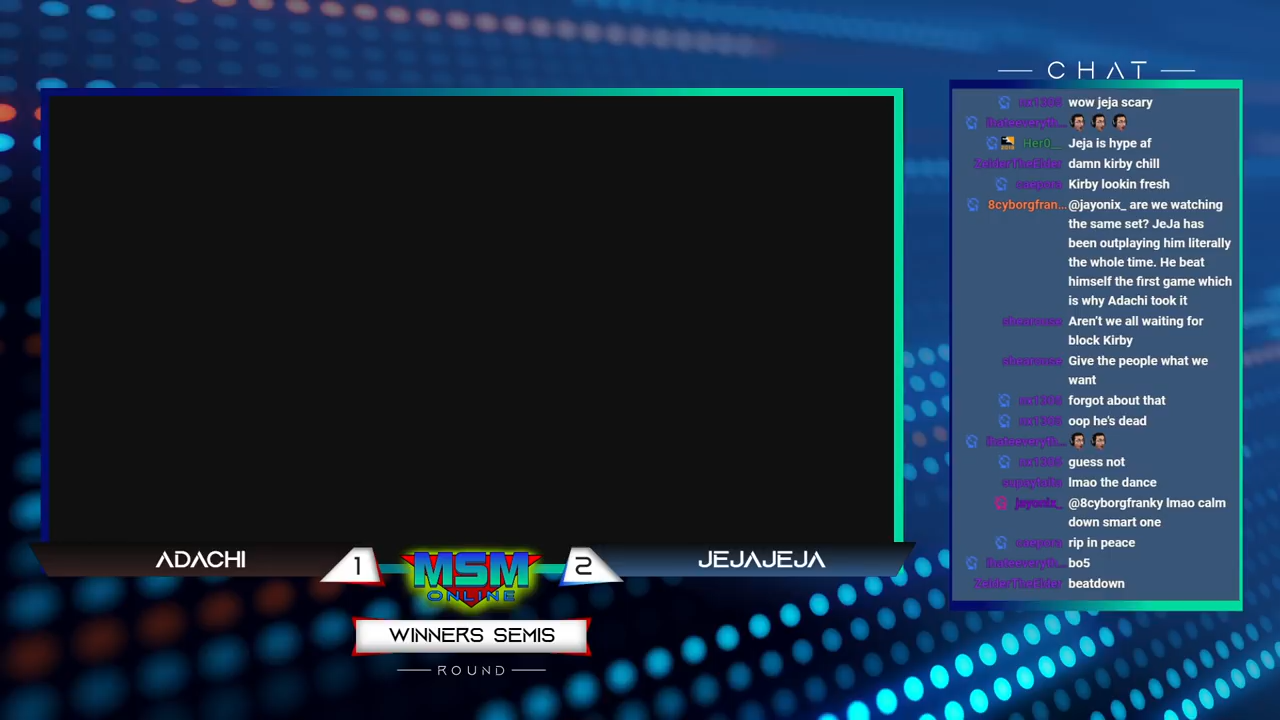 CHAT
wow jeja scary
Her0__ Jeja is hype af
ZelderTheElder damn kirby chill
Kirby lookin fresh
8cyborgfran... @jayonix_ are we watching
the same set? JeJa has
been outplaying him literally
the whole time. He beat
himself the first game which
is why Adachi took it
Aren't we all waiting for
block Kirby
Give the people what we
want
forgot about that
oop he's dead
guess not
lmao the dance
jayonix_ @8cyborgfranky lmao calm
down smart one
rip in peace
bo5
ZelderTheElder beatdown
ADACHI 1 MSM 2 JEJAJEJA
ONLINE
WINNERS SEMIS
ROUND